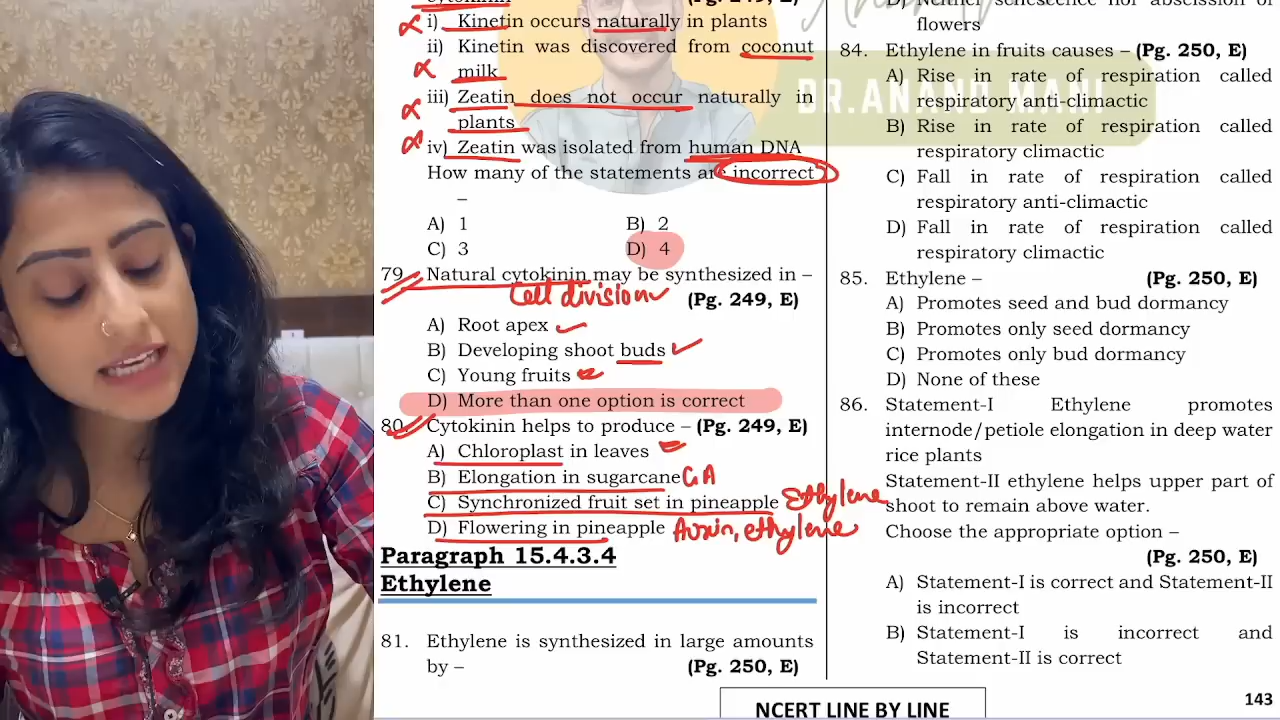 i) Kinetin occurs naturally in plants
ii) Kinetin was discovered from coconut
milk
iii) Zeatin does not occur naturally in
plants
iv) Zeatin was isolated from human DNA
How many of the statements are incorrect
–
A) 1
B) 2
C) 3
D) 4
79. Natural cytokinin may be synthesized in –
Cell division
(Pg. 249, E)
A) Root apex
B) Developing shoot buds
C) Young fruits
D) More than one option is correct
80. Cytokinin helps to produce – (Pg. 249, E)
A) Chloroplast in leaves
B) Elongation in sugarcane GA
C) Synchronized fruit set in pineapple Ethylene
D) Flowering in pineapple Auxin, ethylene
Paragraph 15.4.3.4
Ethylene
81. Ethylene is synthesized in large amounts
by – (Pg. 250, E)
flowers
84. Ethylene in fruits causes – (Pg. 250, E)
A) Rise in rate of respiration called
respiratory anti-climactic
B) Rise in rate of respiration called
respiratory climactic
C) Fall in rate of respiration called
respiratory anti-climactic
D) Fall in rate of respiration called
respiratory climactic
85. Ethylene – (Pg. 250, E)
A) Promotes seed and bud dormancy
B) Promotes only seed dormancy
C) Promotes only bud dormancy
D) None of these
86. Statement-I Ethylene promotes
internode/petiole elongation in deep water
rice plants
Statement-II ethylene helps upper part of
shoot to remain above water.
Choose the appropriate option –
(Pg. 250, E)
A) Statement-I is correct and Statement-II
is incorrect
B) Statement-I is incorrect and
Statement-II is correct
143
NCERT LINE BY LINE
DR.ANAND MANI